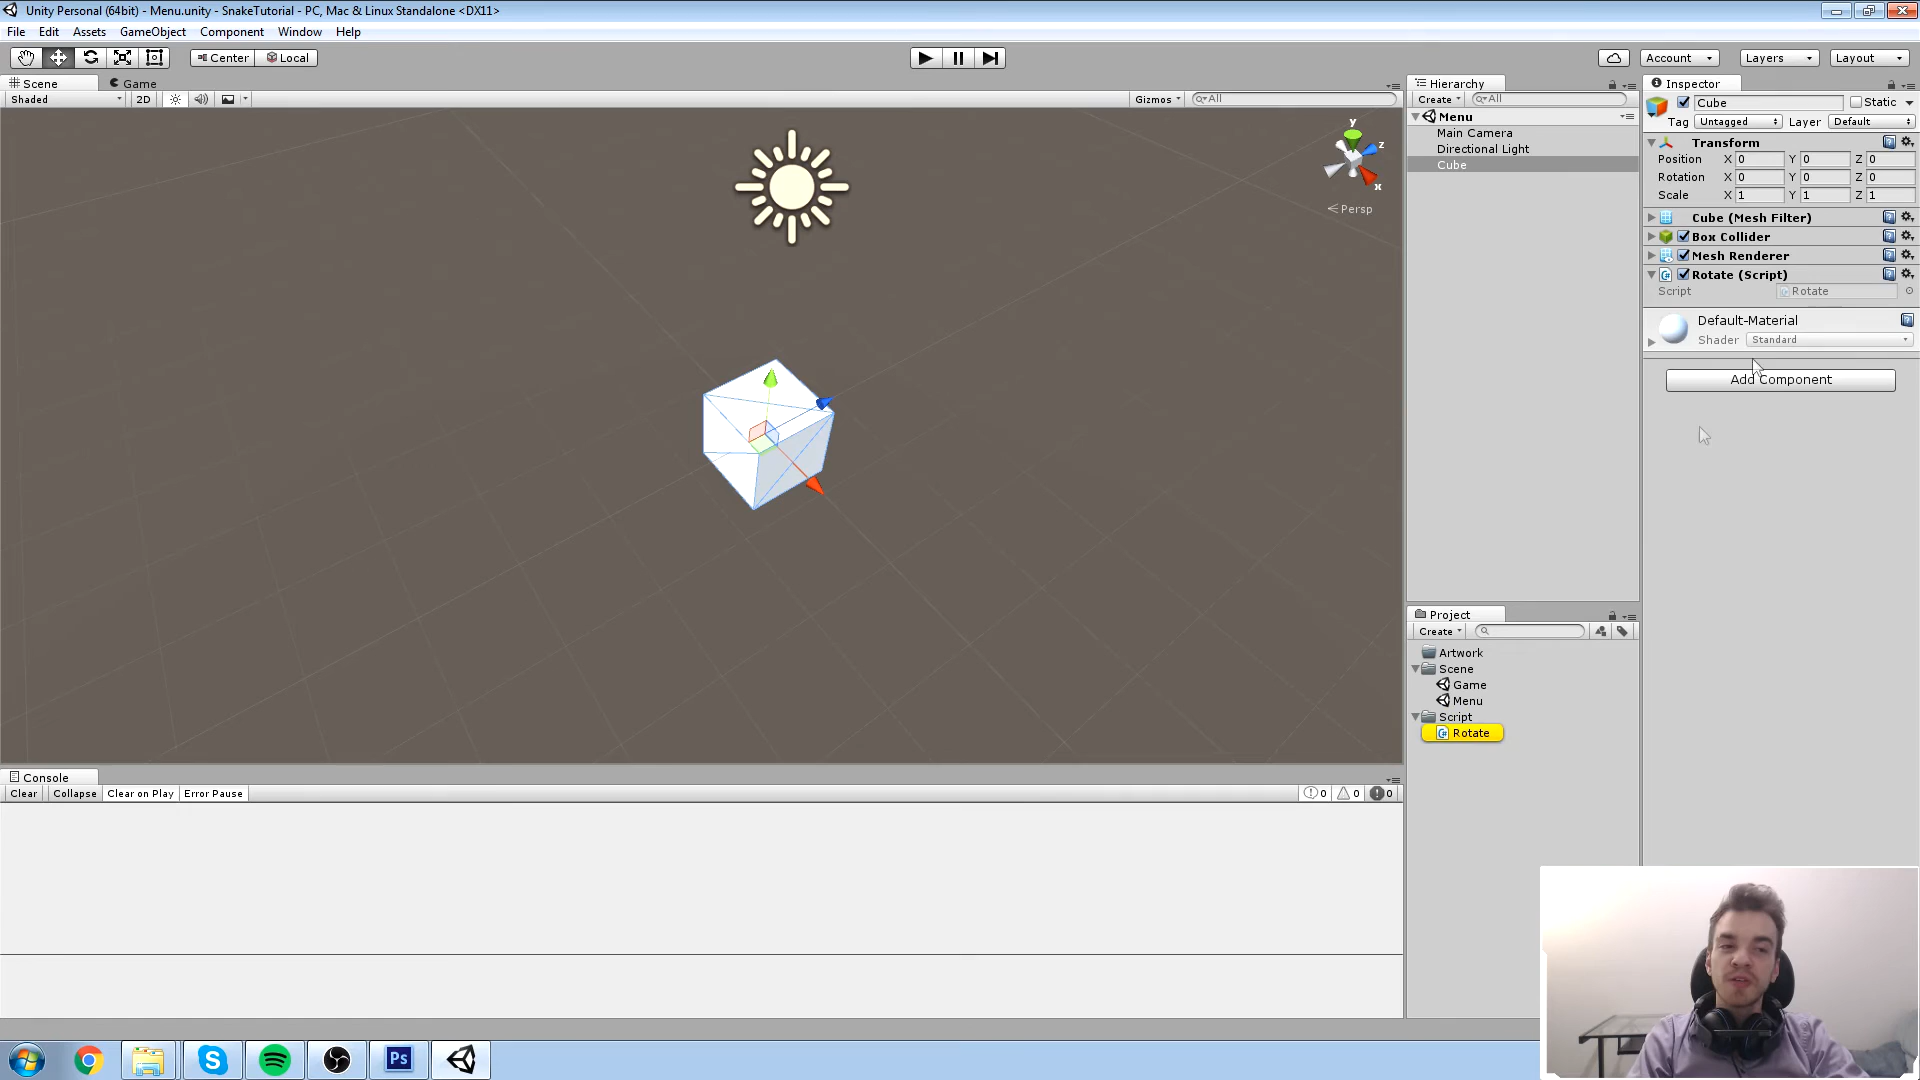 Unity Personal (64bit) - Menu.unity - SnakeTutorial - PC, Mac & Linux Standalone <DX11>
File Edit Assets GameObject Component Window Help
Center Local Account Layers Layout
Scene Game
Shaded 2D Gizmos All
y
z
x
Persp
Hierarchy
Create All
Menu
Main Camera
Directional Light
Cube
Inspector
Cube Static
Tag Untagged Layer Default
Transform
Position X 0 Y 0 Z 0
Rotation X 0 Y 0 Z 0
Scale X 1 Y 1 Z 1
Cube (Mesh Filter)
Box Collider
Mesh Renderer
Rotate (Script)
Script Rotate
Default-Material
Shader Standard
Add Component
Project
Create
Artwork
Scene
Game
Menu
Script
Rotate
Console
Clear Collapse Clear on Play Error Pause 0 0 0
Ps